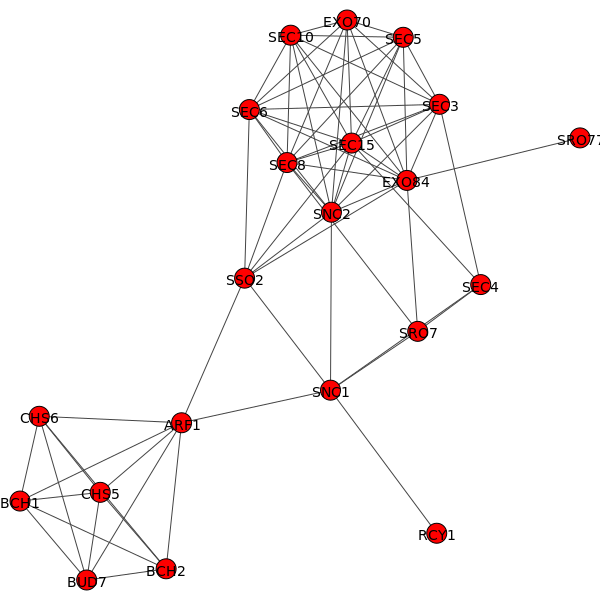 EXO70
SEC10
SEC5
SEC3
SEC6
SRO77
SEC15
SEC8
EXO84
SNC2
SSO2
SEC4
SRO7
SNC1
CHS6
ARF1
CHS5
BCH1
RCY1
BCH2
BUD7